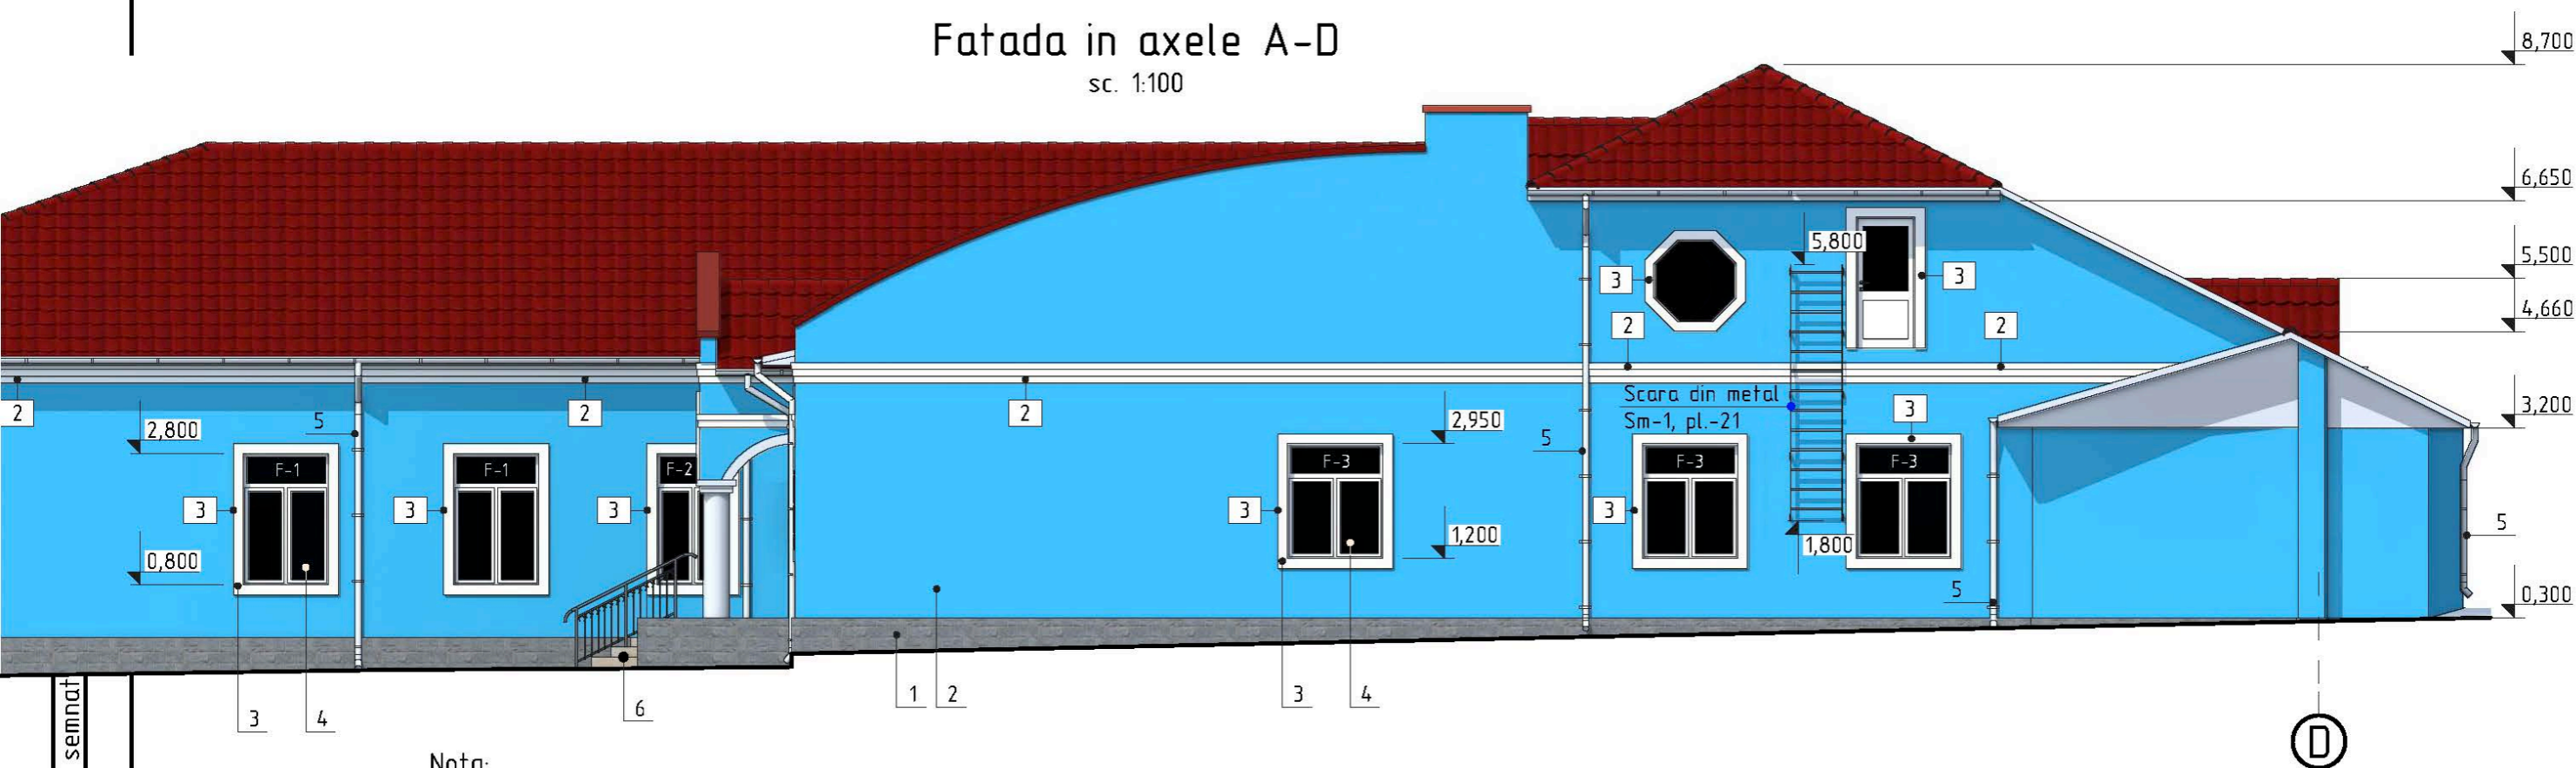 Fatada in axele A-D
sc. 1:100
8,700
6,650
5,500
4,660
3,200
0,300
5,800
3
3
2
2
Scara din metal
Sm-1, pl.-21
3
2
2
2
2,800
5
2,950
5
F-1
F-1
F-2
F-3
F-3
F-3
3
3
3
3
3
0,800
1,200
1,800
5
5
3
4
6
1
2
3
4
semnat
Nota:
D